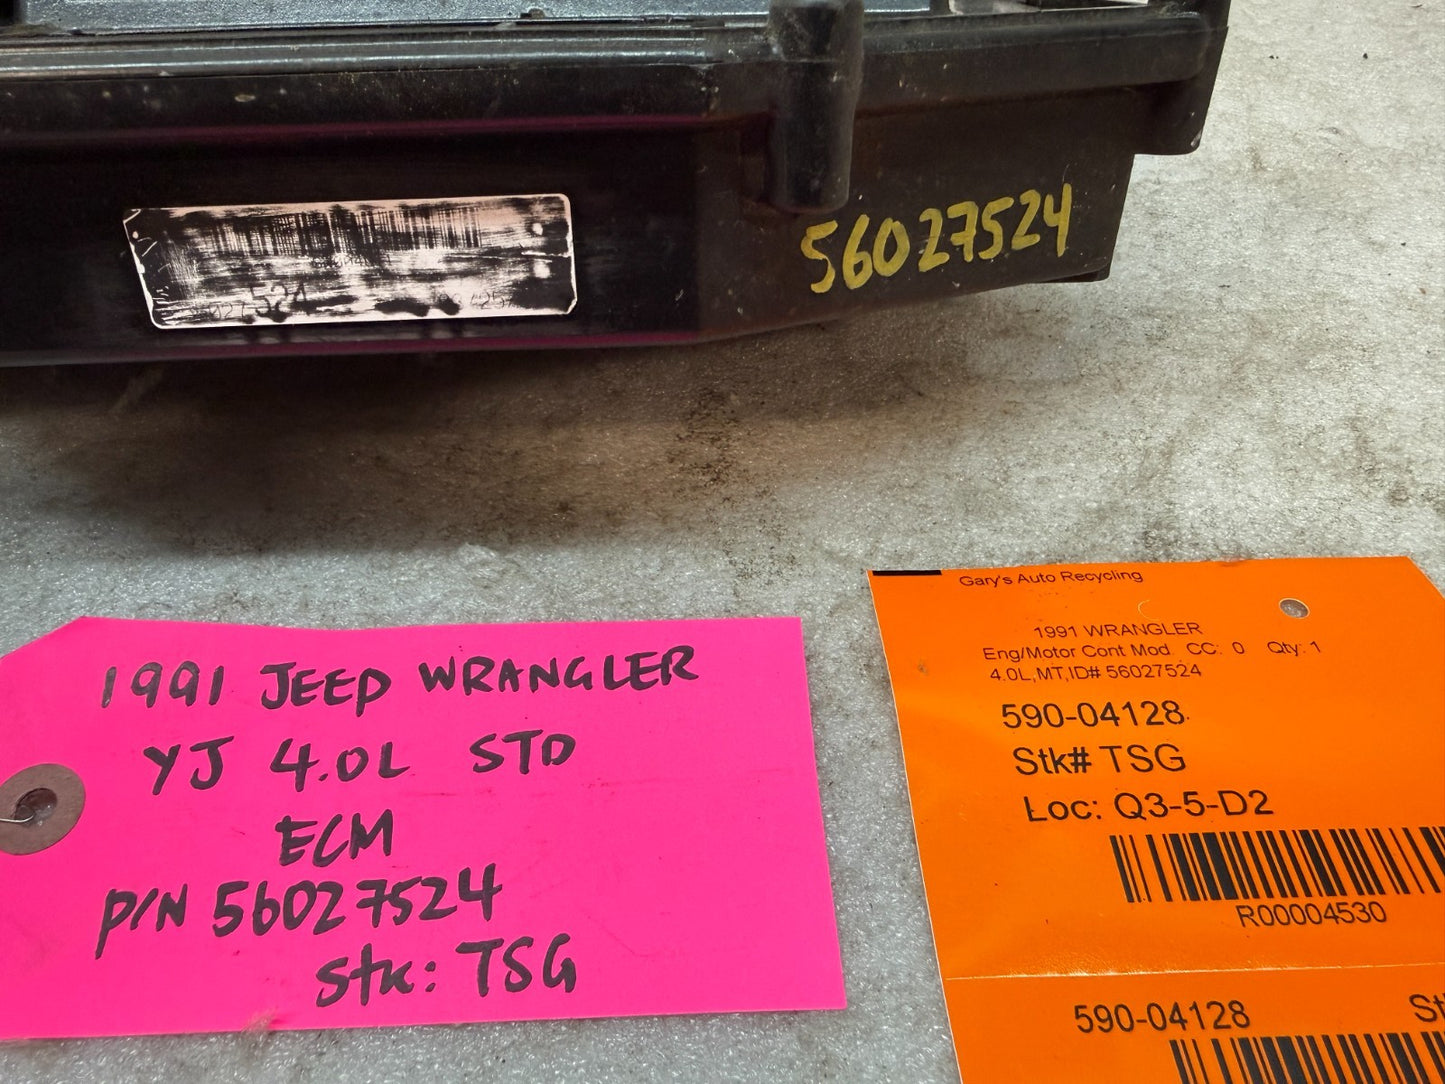 56027524
1991 JEEP WRANGLER
YJ 4.0L STD
ECM
P/N 56027524
Stk: TSG
Gary's Auto Recycling
1991 WRANGLER
Eng/Motor Cont Mod CC: 0 Qty: 1
4.0L,MT,ID# 56027524
590-04128
Stk# TSG
Loc: Q3-5-D2
R00004530
590-04128